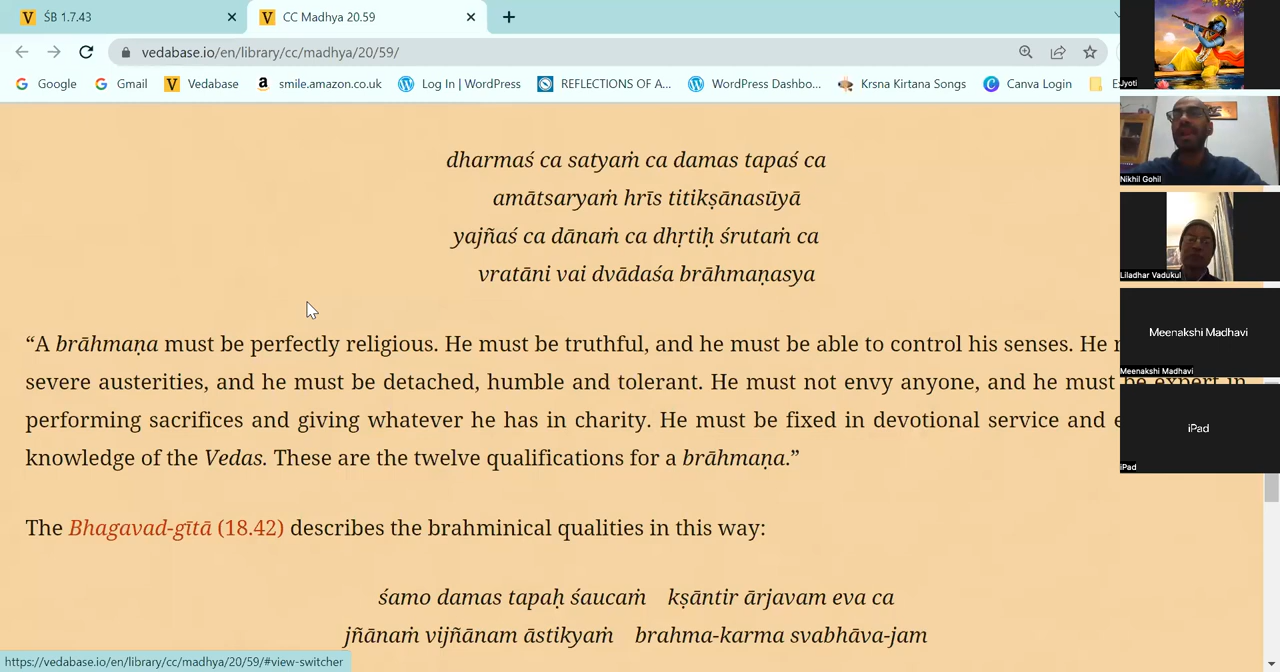 ŚB 1.7.43
CC Madhya 20.59
vedabase.io/en/library/cc/madhya/20/59/
Google Gmail Vedabase smile.amazon.co.uk Log In | WordPress REFLECTIONS OF A... WordPress Dashbo... Krsna Kirtana Songs Canva Login
dharmaś ca satyaṁ ca damas tapaś ca
amātsaryaṁ hrīs titikṣānasūyā
yajñaś ca dānaṁ ca dhṛtiḥ śrutaṁ ca
vratāni vai dvādaśa brāhmaṇasya
“A brāhmaṇa must be perfectly religious. He must be truthful, and he must be able to control his senses. He
severe austerities, and he must be detached, humble and tolerant. He must not envy anyone, and he must be expert in
performing sacrifices and giving whatever he has in charity. He must be fixed in devotional service and
knowledge of the Vedas. These are the twelve qualifications for a brāhmaṇa.”
The Bhagavad-gītā (18.42) describes the brahminical qualities in this way:
śamo damas tapaḥ śaucaṁ kṣāntir ārjavam eva ca
jñānaṁ vijñānam āstikyaṁ brahma-karma svabhāva-jam
https://vedabase.io/en/library/cc/madhya/20/59/#view-switcher
Jyoti
Nikhil Gohil
Liladhar Vadukul
Meenakshi Madhavi
Meenakshi Madhavi
iPad
iPad